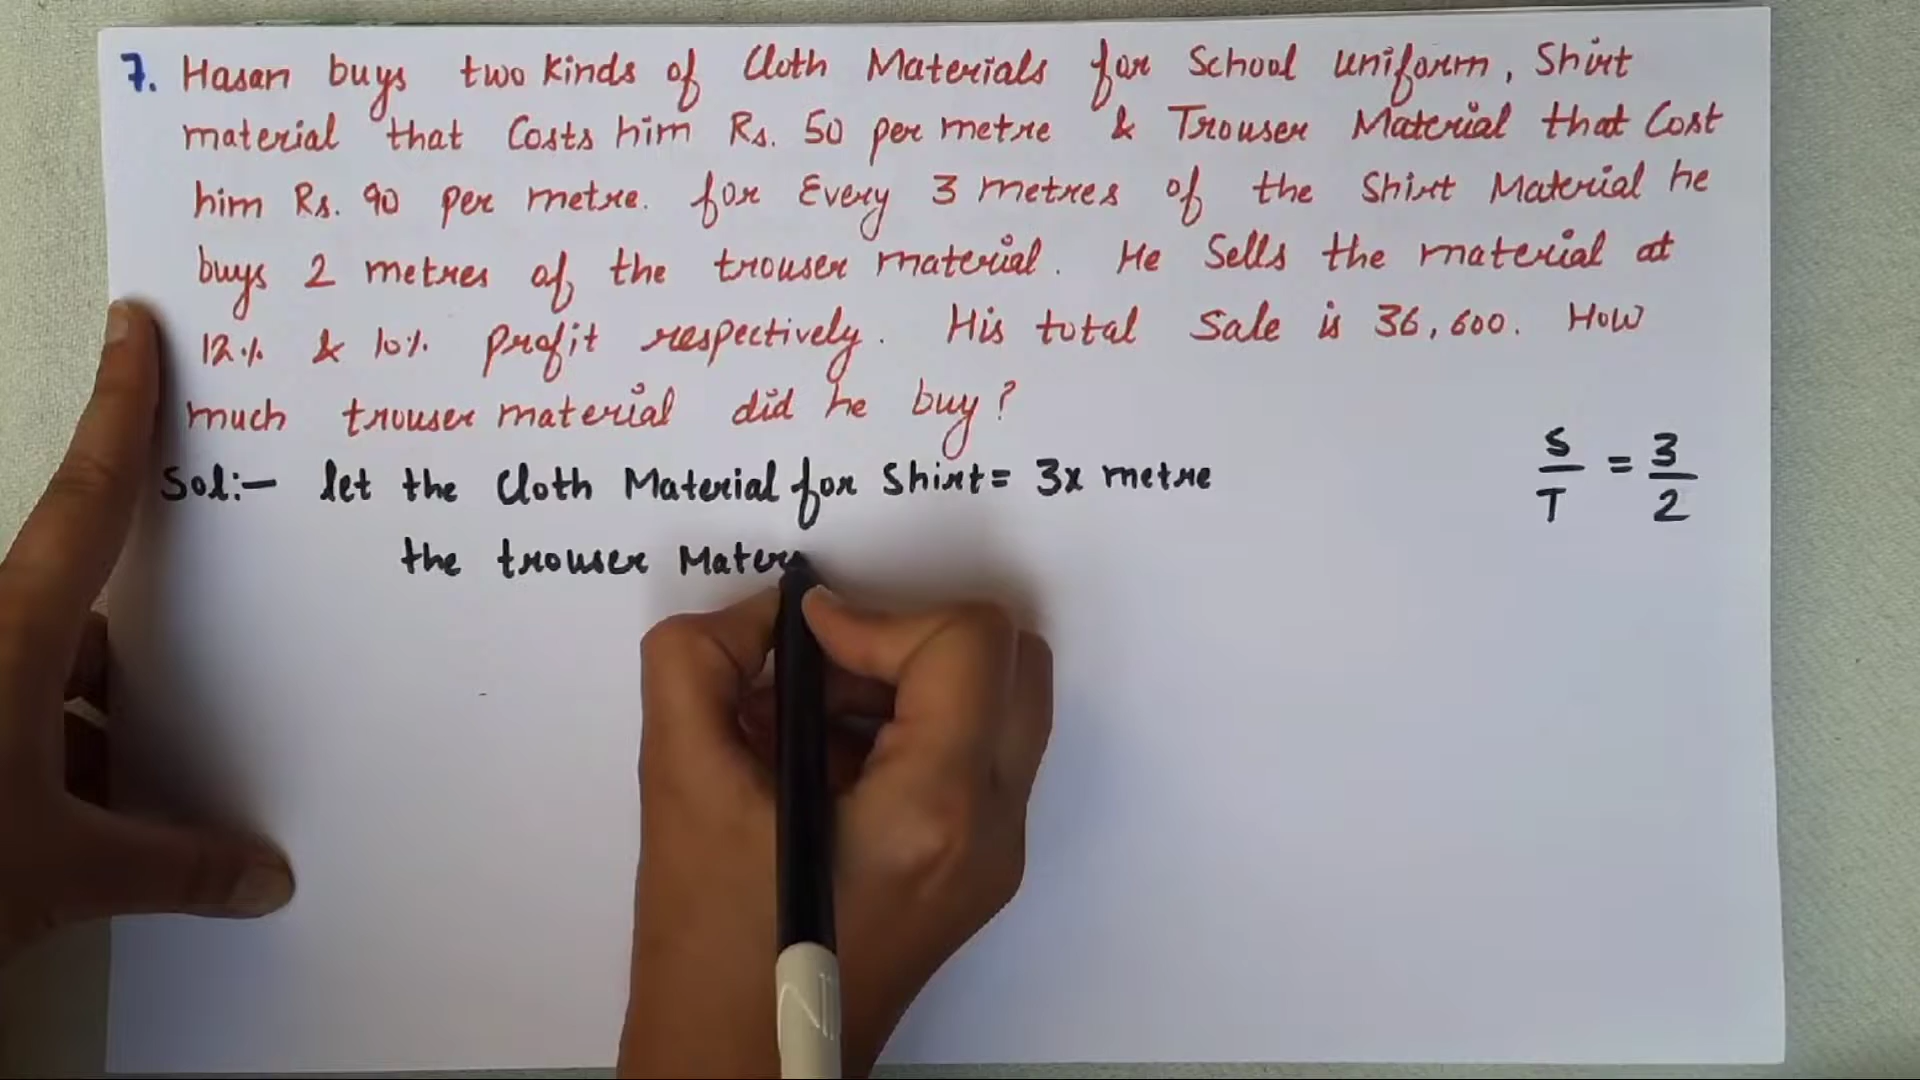 7. Hasan buys two kinds of Cloth Materials for School uniform, Shirt
material that Costs him Rs. 50 per metre & Trouser Material that Cost
him Rs. 90 per metre. for Every 3 metres of the Shirt Material he
buys 2 metres of the trouser material. He Sells the material at
12% & 10% profit respectively. His total Sale is 36,600. How
much trouser material did he buy?
Sol:- let the Cloth Material for Shirt = 3x metre
S/T = 3/2
the trouser Mater